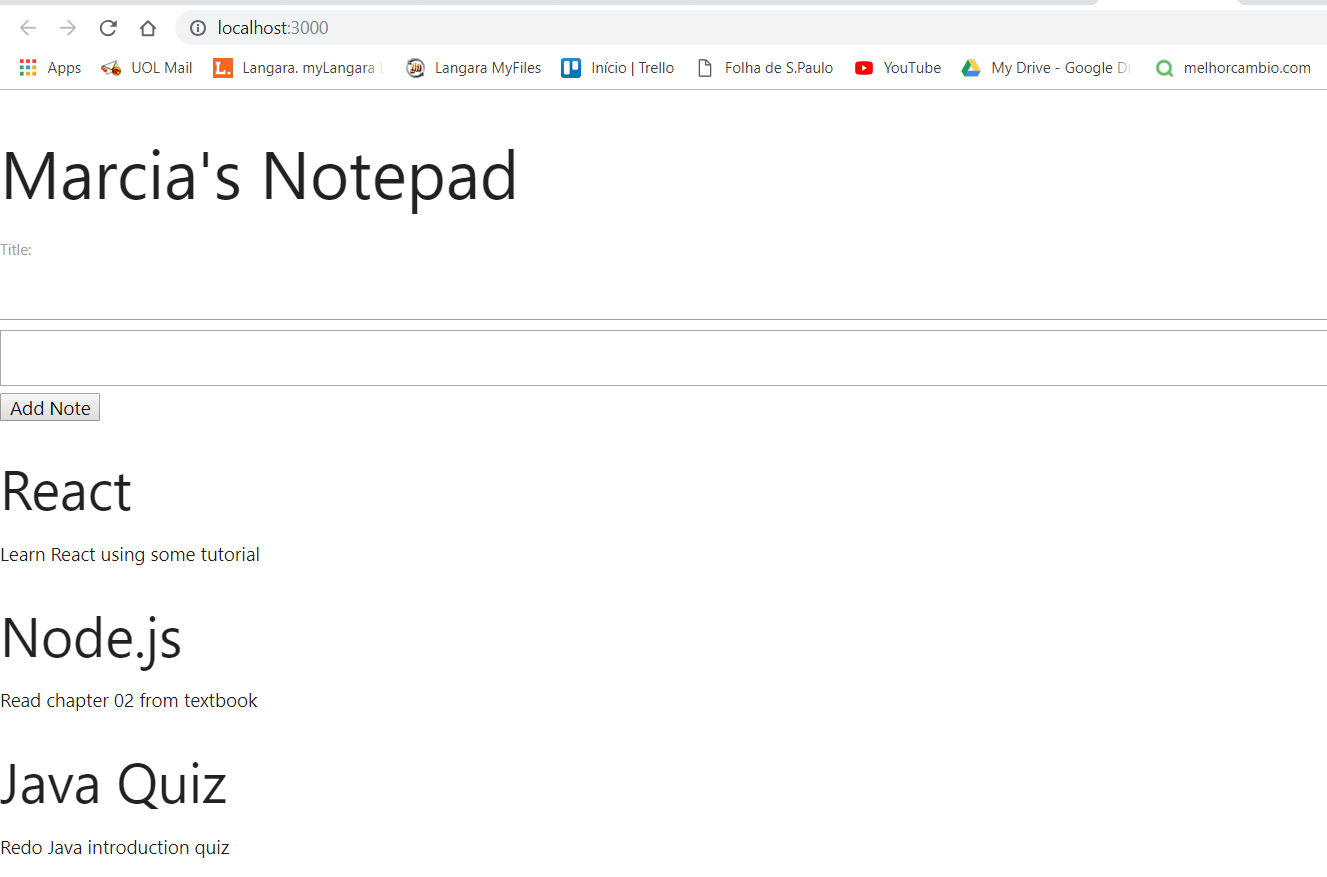 localhost:3000
Apps UOL Mail Langara. myLangara Langara MyFiles Início | Trello Folha de S.Paulo YouTube My Drive - Google Dr melhorcambio.com
Marcia's Notepad
Title:
Add Note
React
Learn React using some tutorial
Node.js
Read chapter 02 from textbook
Java Quiz
Redo Java introduction quiz